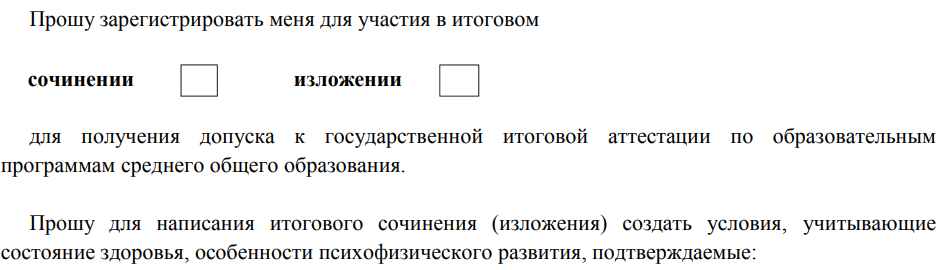 Прошу зарегистрировать меня для участия в итоговом
сочинении изложении
для получения допуска к государственной итоговой аттестации по образовательным
программам среднего общего образования.
Прошу для написания итогового сочинения (изложения) создать условия, учитывающие
состояние здоровья, особенности психофизического развития, подтверждаемые: